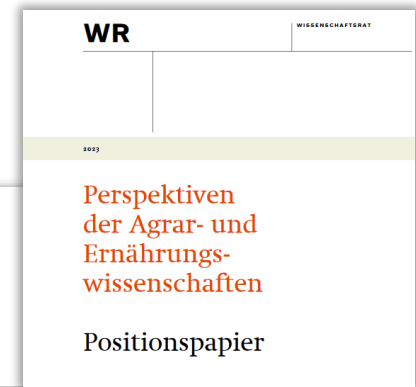 WR
WISSENSCHAFTSRAT
2023
Perspektiven
der Agrar- und
Ernährungs-
wissenschaften
Positionspapier